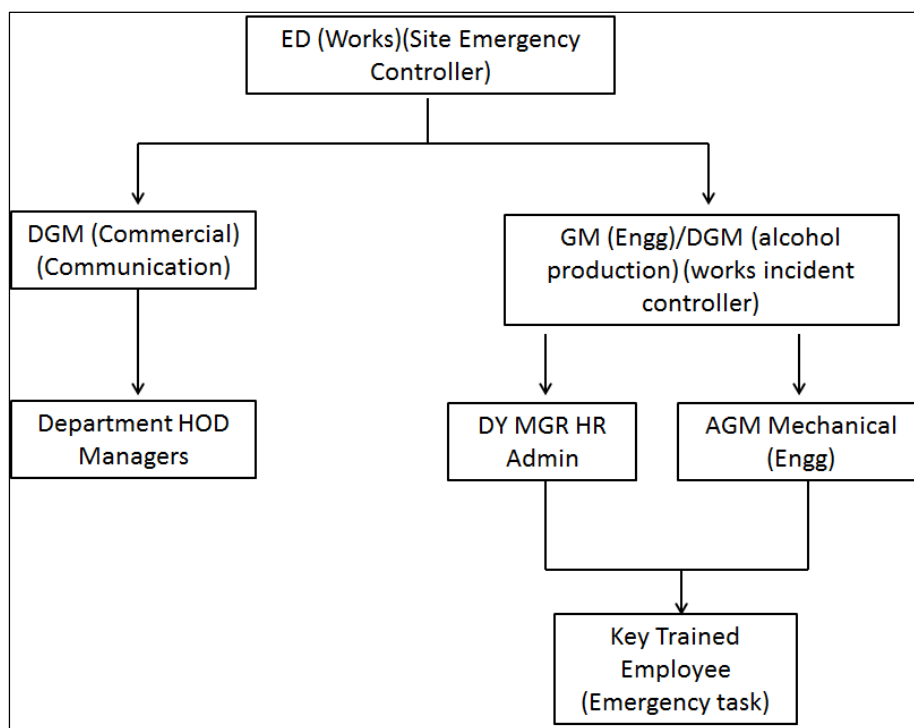 ED (Works)(Site Emergency
Controller)
DGM (Commercial)
(Communication)
GM (Engg)/DGM (alcohol
production) (works incident
controller)
Department HOD
Managers
DY MGR HR
Admin
AGM Mechanical
(Engg)
Key Trained
Employee
(Emergency task)